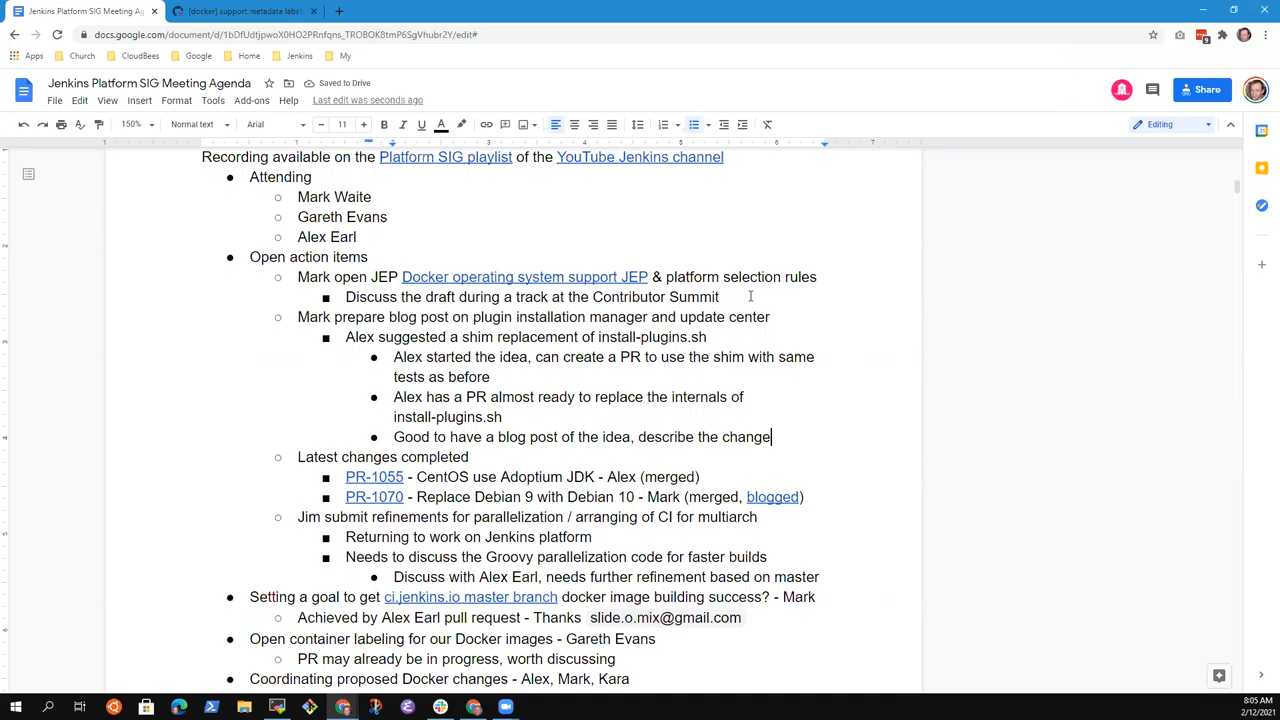 Jenkins Platform SIG Meeting Ag
[docker] support metadata label
docs.google.com/document/d/1bDfUdtjpwoX0HO2PRnfqns_TROBOK8tmP6SgVhubr2Y/edit#
9
Apps
Church
CloudBees
Google
Home
Jenkins
My
Jenkins Platform SIG Meeting Agenda
Saved to Drive
File Edit View Insert Format Tools Add-ons Help Last edit was seconds ago
Share
150% Normal text Arial 11
Editing
1 1 2 3 4 5 6 7
Recording available on the Platform SIG playlist of the YouTube Jenkins channel
● Attending
○ Mark Waite
○ Gareth Evans
○ Alex Earl
● Open action items
○ Mark open JEP Docker operating system support JEP & platform selection rules
■ Discuss the draft during a track at the Contributor Summit
○ Mark prepare blog post on plugin installation manager and update center
■ Alex suggested a shim replacement of install-plugins.sh
● Alex started the idea, can create a PR to use the shim with same
tests as before
● Alex has a PR almost ready to replace the internals of
install-plugins.sh
● Good to have a blog post of the idea, describe the change
○ Latest changes completed
■ PR-1055 - CentOS use Adoptium JDK - Alex (merged)
■ PR-1070 - Replace Debian 9 with Debian 10 - Mark (merged, blogged)
○ Jim submit refinements for parallelization / arranging of CI for multiarch
■ Returning to work on Jenkins platform
■ Needs to discuss the Groovy parallelization code for faster builds
● Discuss with Alex Earl, needs further refinement based on master
● Setting a goal to get ci.jenkins.io master branch docker image building success? - Mark
○ Achieved by Alex Earl pull request - Thanks slide.o.mix@gmail.com
● Open container labeling for our Docker images - Gareth Evans
○ PR may already be in progress, worth discussing
● Coordinating proposed Docker changes - Alex, Mark, Kara
8:05 AM
2/12/2021